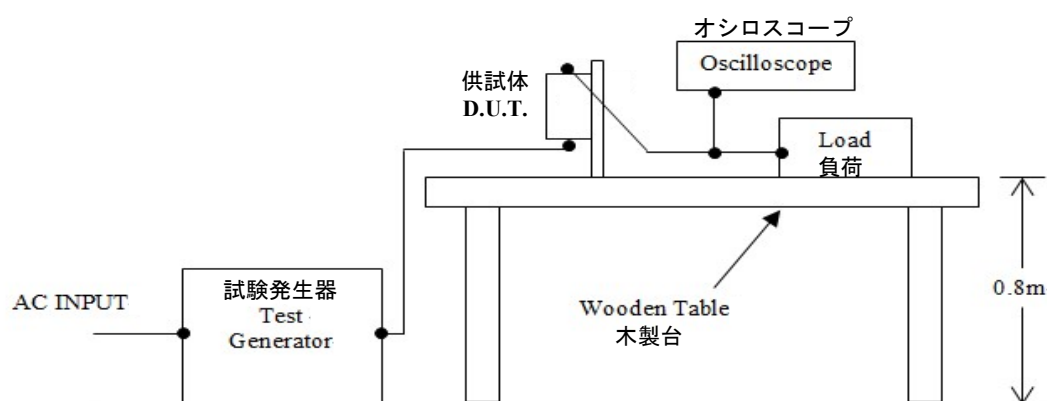 オシロスコープ
Oscilloscope
供試体
D.U.T.
Load
負荷
AC INPUT
試験発生器
Test
Generator
Wooden Table
木製台
0.8m